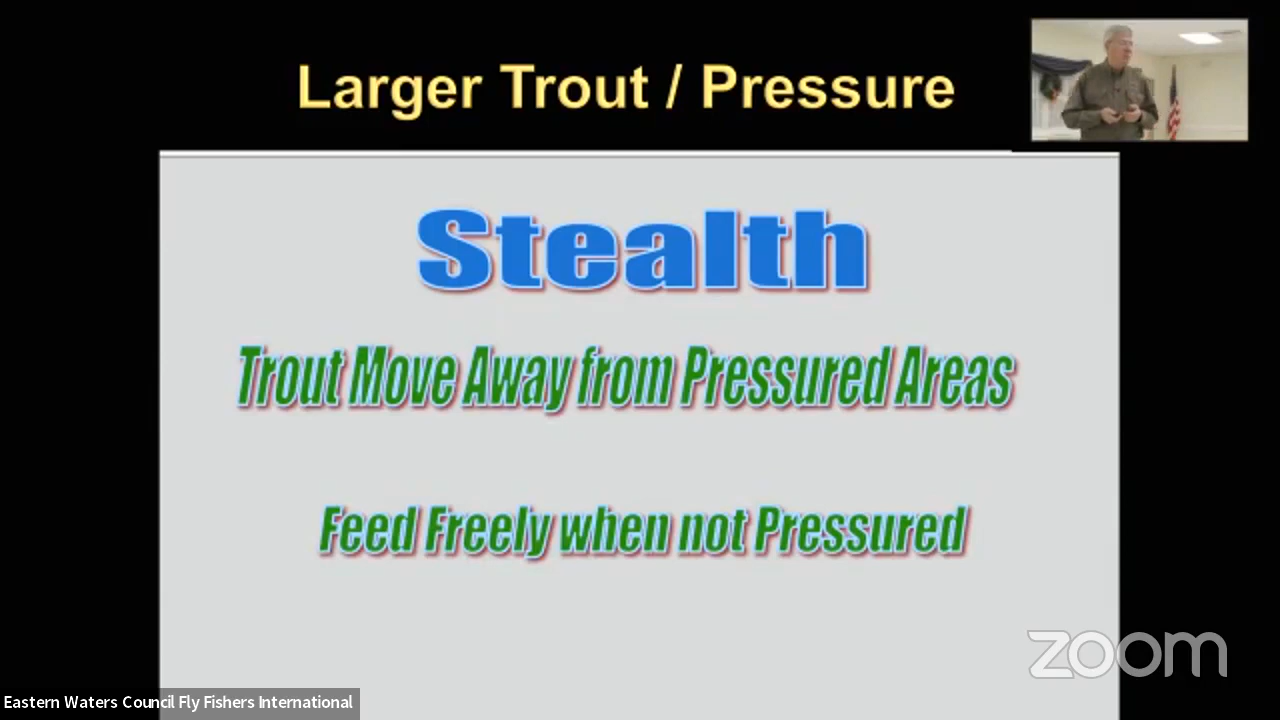 Larger Trout / Pressure
Stealth
Trout Move Away from Pressured Areas
Feed Freely when not Pressured
zoom
Eastern Waters Council Fly Fishers International